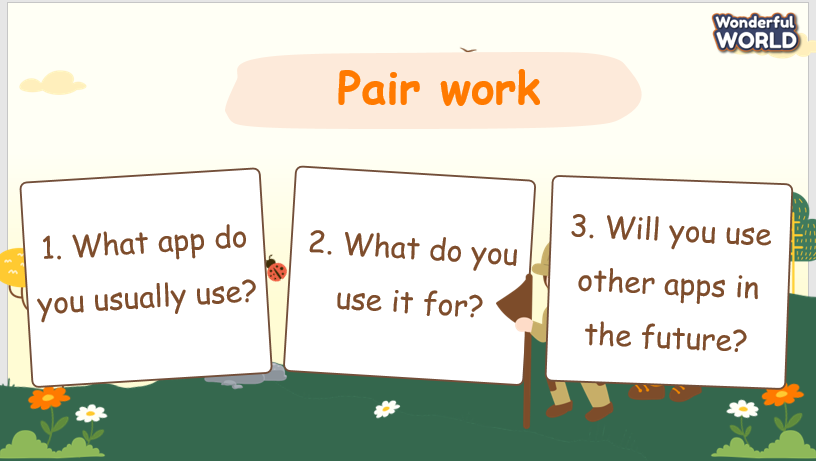 Wonderful
WORLD
Pair work
1. What app do
you usually use?
2. What do you
use it for?
3. Will you use
other apps in
the future?